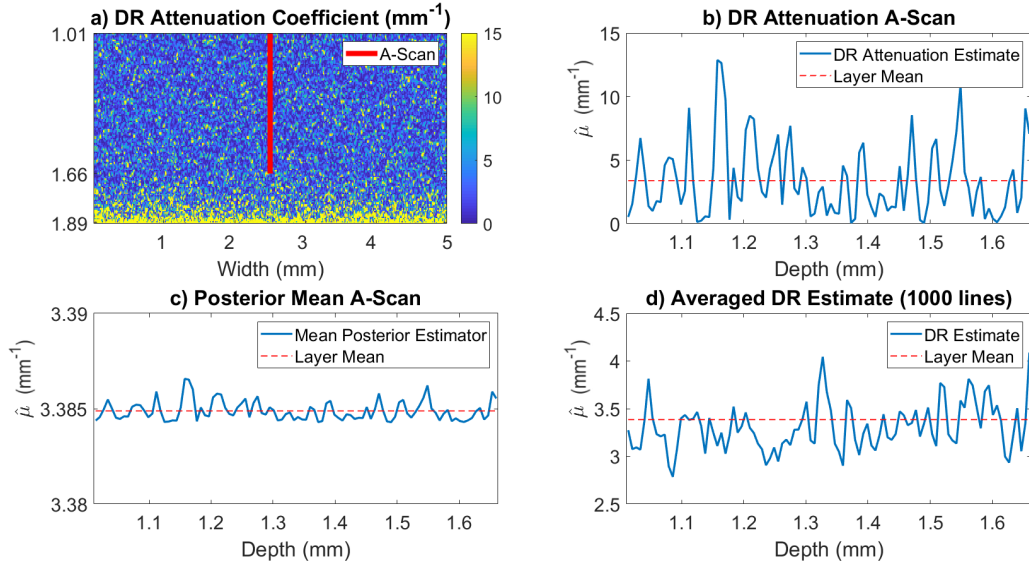 a) DR Attenuation Coefficient (mm-1)
1.01
1.66
1.89
A-Scan
15
10
5
0
1
2
3
4
5
Width (mm)
b) DR Attenuation A-Scan
15
10
5
0
μ̂ (mm-1)
DR Attenuation Estimate
Layer Mean
1.1
1.2
1.3
1.4
1.5
1.6
Depth (mm)
c) Posterior Mean A-Scan
3.39
3.385
3.38
μ̂ (mm-1)
Mean Posterior Estimator
Layer Mean
1.1
1.2
1.3
1.4
1.5
1.6
Depth (mm)
d) Averaged DR Estimate (1000 lines)
4.5
4
3.5
3
2.5
μ̂ (mm-1)
DR Estimate
Layer Mean
1.1
1.2
1.3
1.4
1.5
1.6
Depth (mm)